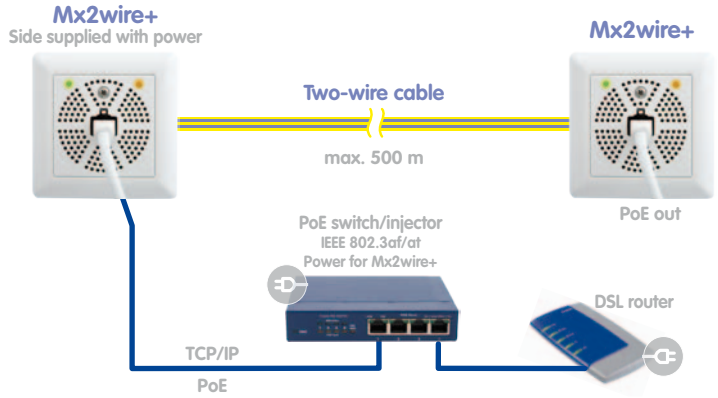 Mx2wire+
Side supplied with power
Mx2wire+
Two-wire cable
max. 500 m
PoE out
PoE switch/injector
IEEE 802.3af/at
Power for Mx2wire+
DSL router
TCP/IP
PoE